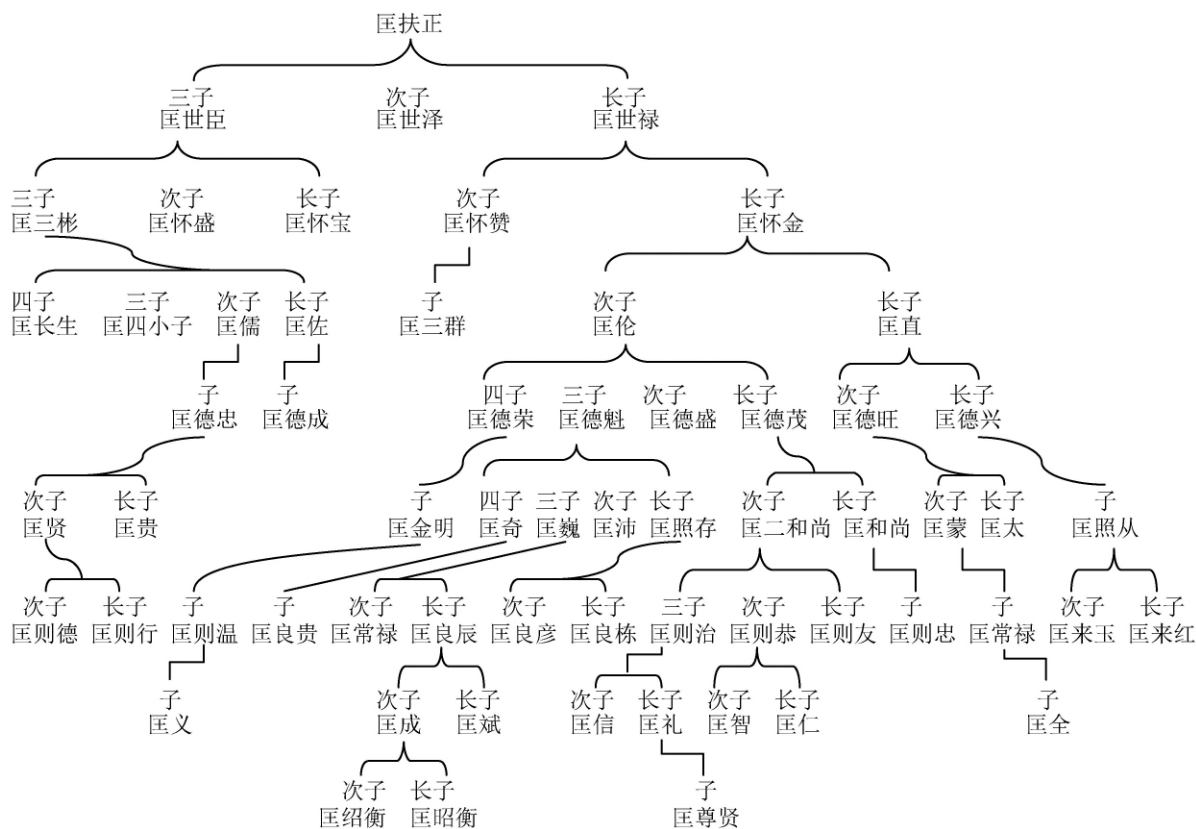 匡扶正
三子 次子 长子
匡世臣 匡世泽 匡世禄
三子 次子 长子 次子 长子
匡三彬 匡怀盛 匡怀宝 匡怀赞 匡怀金
四子 三子 次子 长子 子 次子 长子
匡长生 匡四小子 匡儒 匡佐 匡三群 匡伦 匡直
子 子 四子 三子 次子 长子 次子 长子
匡德忠 匡德成 匡德荣 匡德魁 匡德盛 匡德茂 匡德旺 匡德兴
次子 长子 子 四子 三子 次子 长子 次子 长子 次子 长子 子
匡贤 匡贵 匡金明 匡奇 匡巍 匡沛 匡照存 匡二和尚 匡和尚 匡蒙 匡太 匡照从
次子 长子 子 子 次子 长子 次子 长子 三子 次子 长子 子 子 次子 长子
匡则德 匡则行 匡则温 匡良贵 匡常禄 匡良辰 匡良彦 匡良栋 匡则治 匡则恭 匡则友 匡则忠 匡常禄 匡来玉 匡来红
子 次子 长子 次子 长子 次子 长子 子
匡义 匡成 匡斌 匡信 匡礼 匡智 匡仁 匡全
次子 长子 子
匡绍衡 匡昭衡 匡尊贤